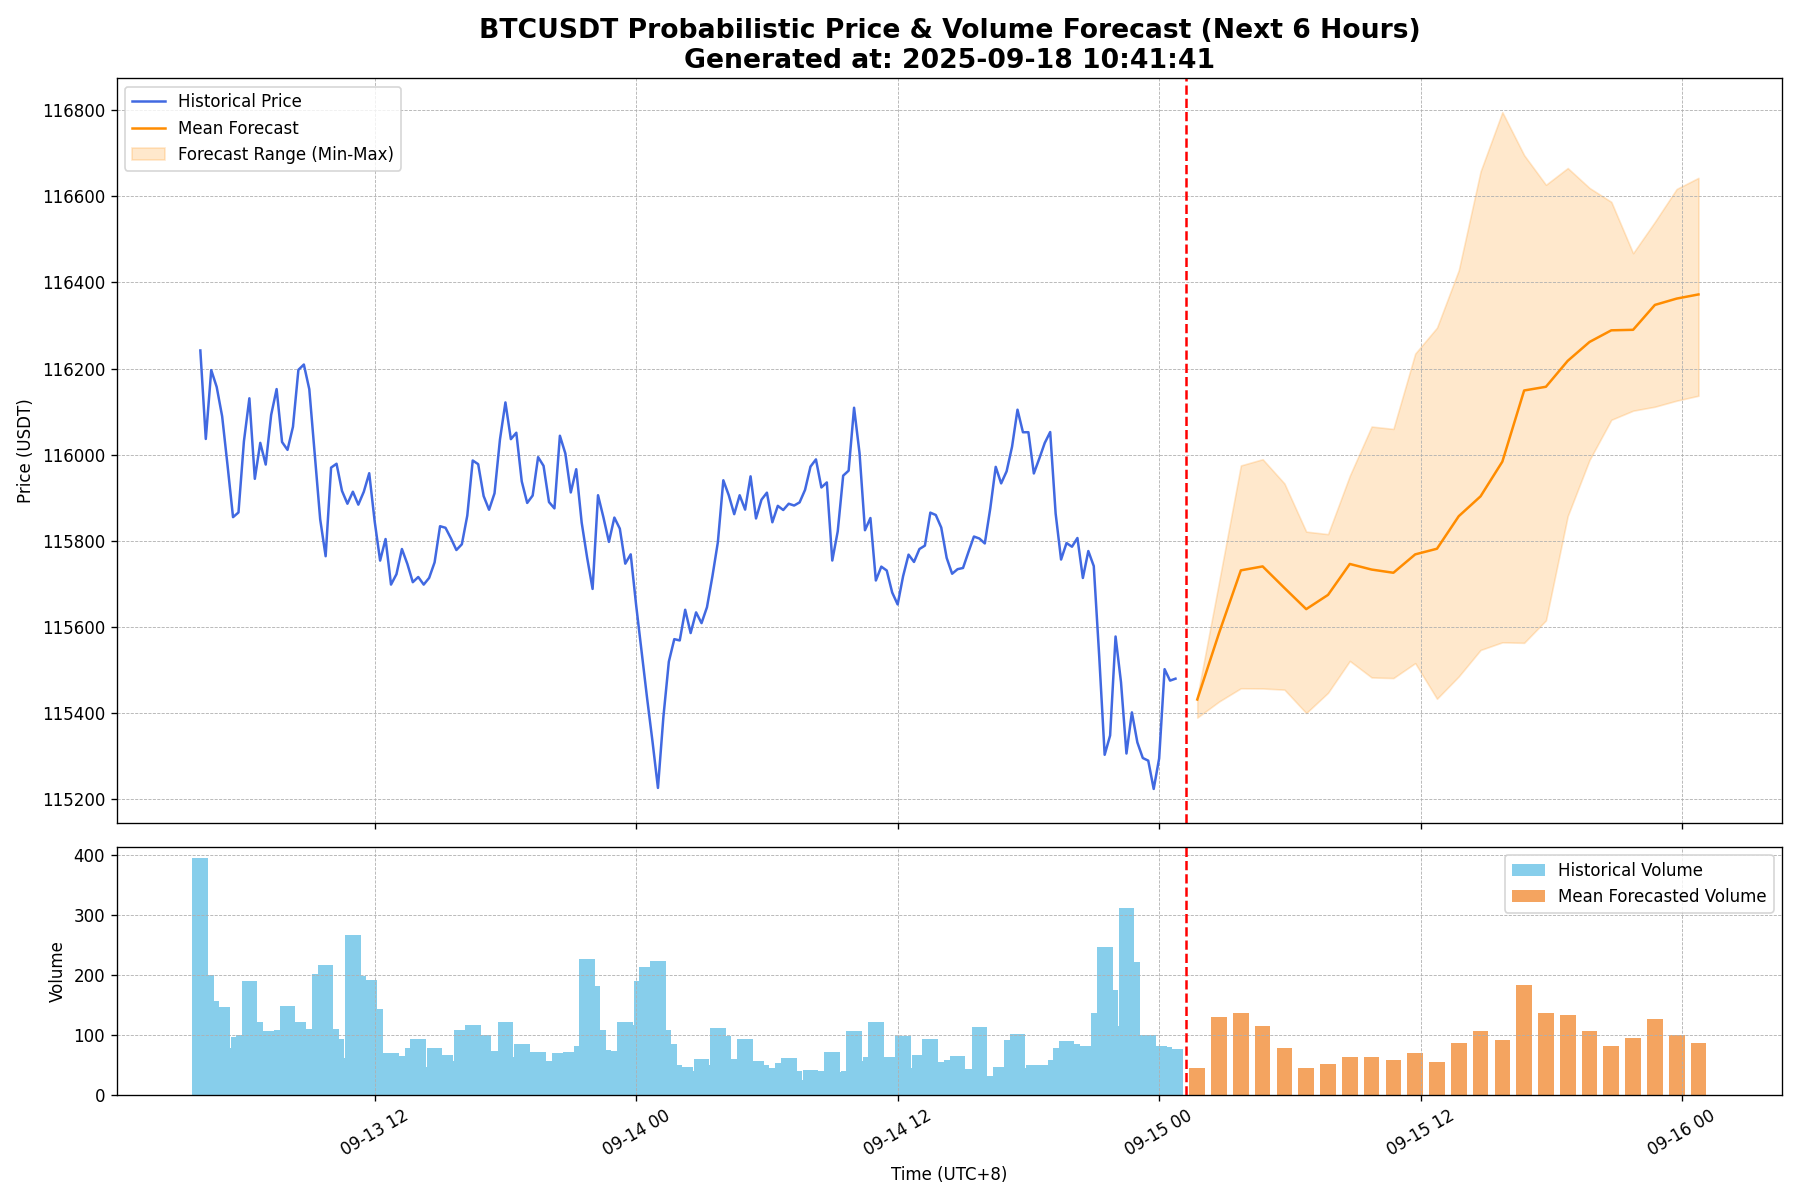 BTCUSDT Probabilistic Price & Volume Forecast (Next 6 Hours)
Generated at: 2025-09-18 10:41:41
Historical Price
Mean Forecast
Forecast Range (Min-Max)
116800
116600
116400
116200
116000
115800
115600
115400
115200
Price (USDT)
Historical Volume
Mean Forecasted Volume
400
300
200
100
0
Volume
09-13 12
09-14 00
09-14 12
09-15 00
09-15 12
09-16 00
Time (UTC+8)